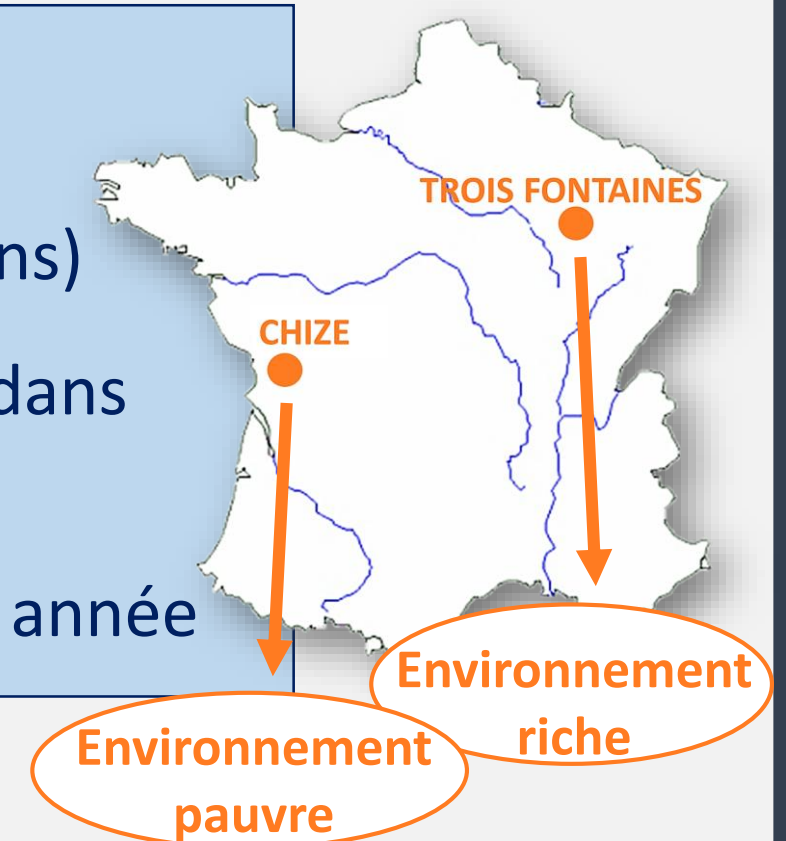 ns)
dans
année
TROIS FONTAINES
CHIZE
Environnement
riche
Environnement
pauvre